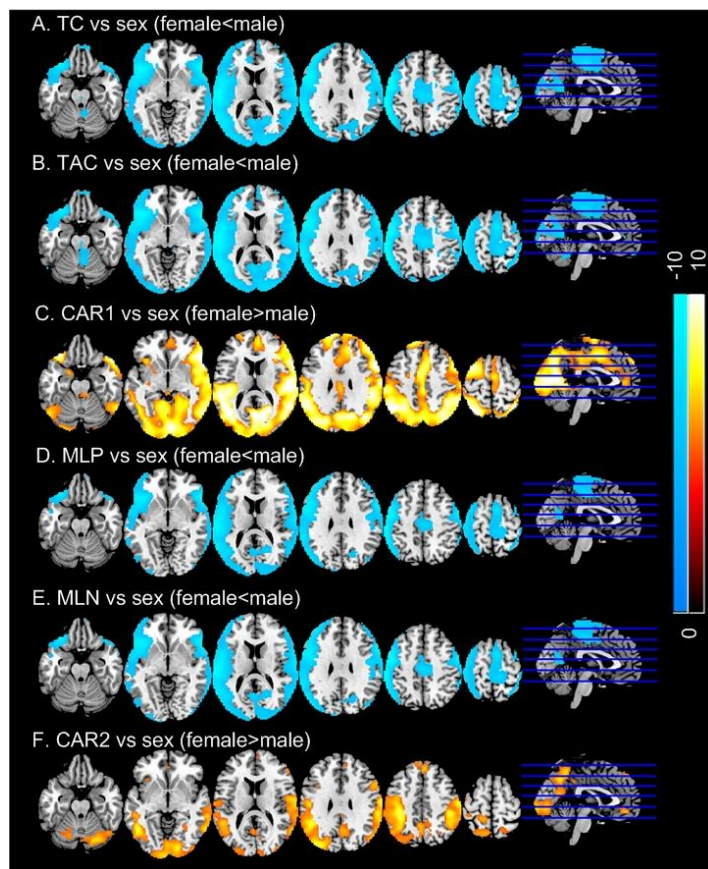 A. TC vs sex (female<male)
B. TAC vs sex (female<male)
C. CAR1 vs sex (female>male)
D. MLP vs sex (female<male)
E. MLN vs sex (female<male)
F. CAR2 vs sex (female>male)
-10
10
0